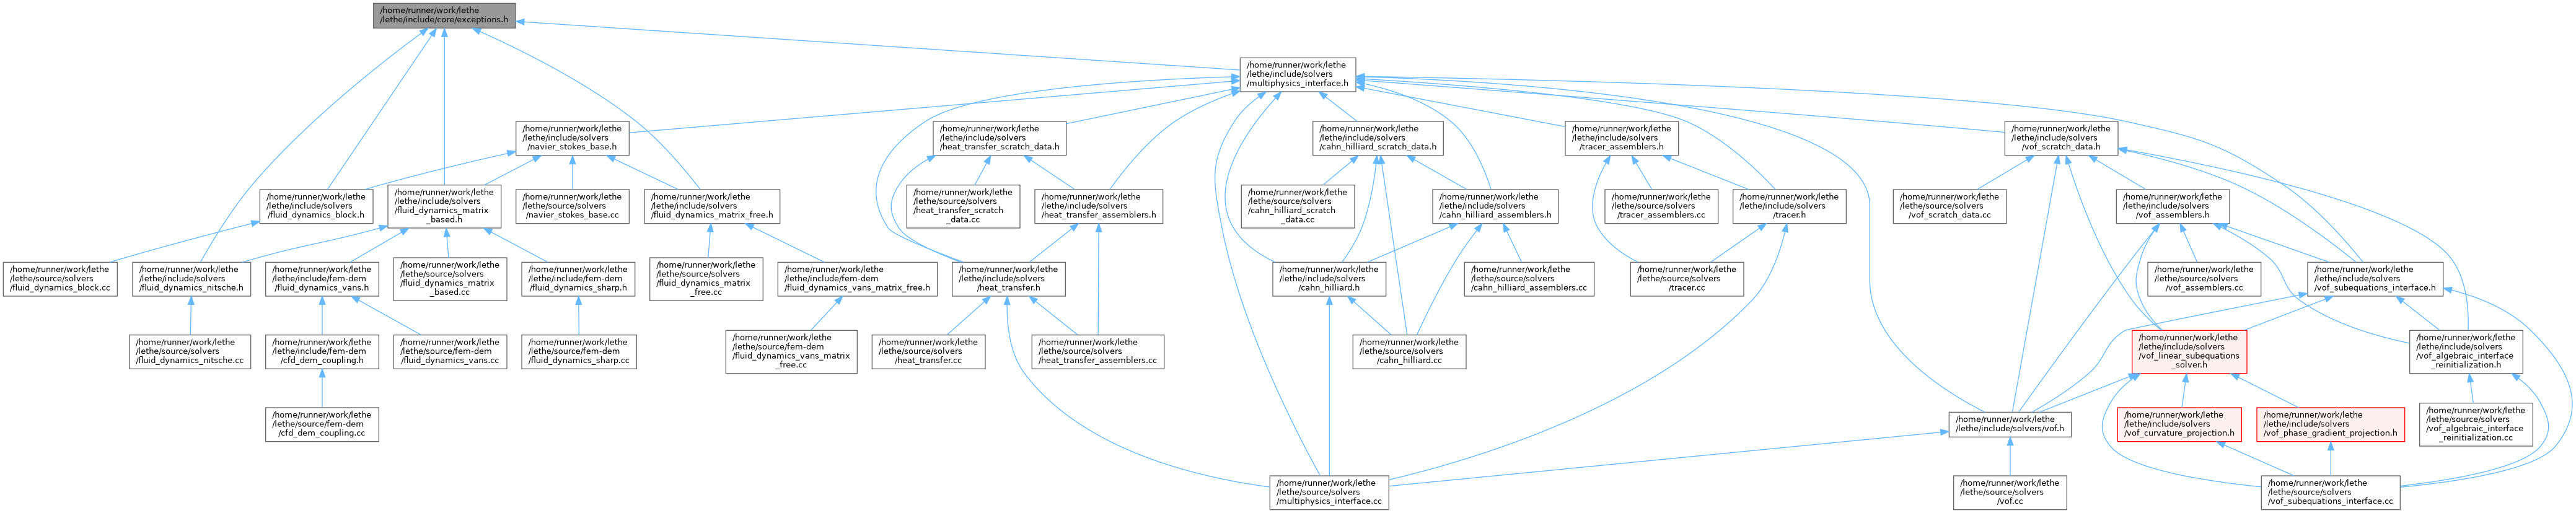 /home/runner/work/lethe
/lethe/include/core/exceptions.h
/home/runner/work/lethe
/lethe/include/solvers
/multiphysics_interface.h
/home/runner/work/lethe
/lethe/include/solvers
/navier_stokes_base.h
/home/runner/work/lethe
/lethe/include/solvers
/heat_transfer_scratch_data.h
/home/runner/work/lethe
/lethe/include/solvers
/cahn_hilliard_scratch_data.h
/home/runner/work/lethe
/lethe/include/solvers
/tracer_assemblers.h
/home/runner/work/lethe
/lethe/include/solvers
/vof_scratch_data.h
/home/runner/work/lethe
/lethe/include/solvers
/fluid_dynamics_block.h
/home/runner/work/lethe
/lethe/include/solvers
/fluid_dynamics_matrix
_based.h
/home/runner/work/lethe
/lethe/source/solvers
/navier_stokes_base.cc
/home/runner/work/lethe
/lethe/include/solvers
/fluid_dynamics_matrix_free.h
/home/runner/work/lethe
/lethe/source/solvers
/heat_transfer_scratch
_data.cc
/home/runner/work/lethe
/lethe/include/solvers
/heat_transfer_assemblers.h
/home/runner/work/lethe
/lethe/source/solvers
/cahn_hilliard_scratch
_data.cc
/home/runner/work/lethe
/lethe/include/solvers
/cahn_hilliard_assemblers.h
/home/runner/work/lethe
/lethe/source/solvers
/tracer_assemblers.cc
/home/runner/work/lethe
/lethe/include/solvers
/tracer.h
/home/runner/work/lethe
/lethe/source/solvers
/vof_scratch_data.cc
/home/runner/work/lethe
/lethe/include/solvers
/vof_assemblers.h
/home/runner/work/lethe
/lethe/source/solvers
/fluid_dynamics_block.cc
/home/runner/work/lethe
/lethe/include/solvers
/fluid_dynamics_nitsche.h
/home/runner/work/lethe
/lethe/include/fem-dem
/fluid_dynamics_vans.h
/home/runner/work/lethe
/lethe/source/solvers
/fluid_dynamics_matrix
_based.cc
/home/runner/work/lethe
/lethe/include/fem-dem
/fluid_dynamics_sharp.h
/home/runner/work/lethe
/lethe/source/solvers
/fluid_dynamics_matrix
_free.cc
/home/runner/work/lethe
/lethe/include/fem-dem
/fluid_dynamics_vans_matrix_free.h
/home/runner/work/lethe
/lethe/include/solvers
/heat_transfer.h
/home/runner/work/lethe
/lethe/include/solvers
/cahn_hilliard.h
/home/runner/work/lethe
/lethe/source/solvers
/cahn_hilliard_assemblers.cc
/home/runner/work/lethe
/lethe/source/solvers
/tracer.cc
/home/runner/work/lethe
/lethe/source/solvers
/vof_assemblers.cc
/home/runner/work/lethe
/lethe/include/solvers
/vof_subequations_interface.h
/home/runner/work/lethe
/lethe/source/solvers
/fluid_dynamics_nitsche.cc
/home/runner/work/lethe
/lethe/include/fem-dem
/cfd_dem_coupling.h
/home/runner/work/lethe
/lethe/source/fem-dem
/fluid_dynamics_vans.cc
/home/runner/work/lethe
/lethe/source/fem-dem
/fluid_dynamics_sharp.cc
/home/runner/work/lethe
/lethe/source/fem-dem
/fluid_dynamics_vans_matrix
_free.cc
/home/runner/work/lethe
/lethe/source/solvers
/heat_transfer.cc
/home/runner/work/lethe
/lethe/source/solvers
/heat_transfer_assemblers.cc
/home/runner/work/lethe
/lethe/source/solvers
/cahn_hilliard.cc
/home/runner/work/lethe
/lethe/include/solvers
/vof_linear_subequations
_solver.h
/home/runner/work/lethe
/lethe/include/solvers
/vof_algebraic_interface
_reinitialization.h
/home/runner/work/lethe
/lethe/source/fem-dem
/cfd_dem_coupling.cc
/home/runner/work/lethe
/lethe/include/solvers/vof.h
/home/runner/work/lethe
/lethe/include/solvers
/vof_curvature_projection.h
/home/runner/work/lethe
/lethe/include/solvers
/vof_phase_gradient_projection.h
/home/runner/work/lethe
/lethe/source/solvers
/vof_algebraic_interface
_reinitialization.cc
/home/runner/work/lethe
/lethe/source/solvers
/multiphysics_interface.cc
/home/runner/work/lethe
/lethe/source/solvers
/vof.cc
/home/runner/work/lethe
/lethe/source/solvers
/vof_subequations_interface.cc